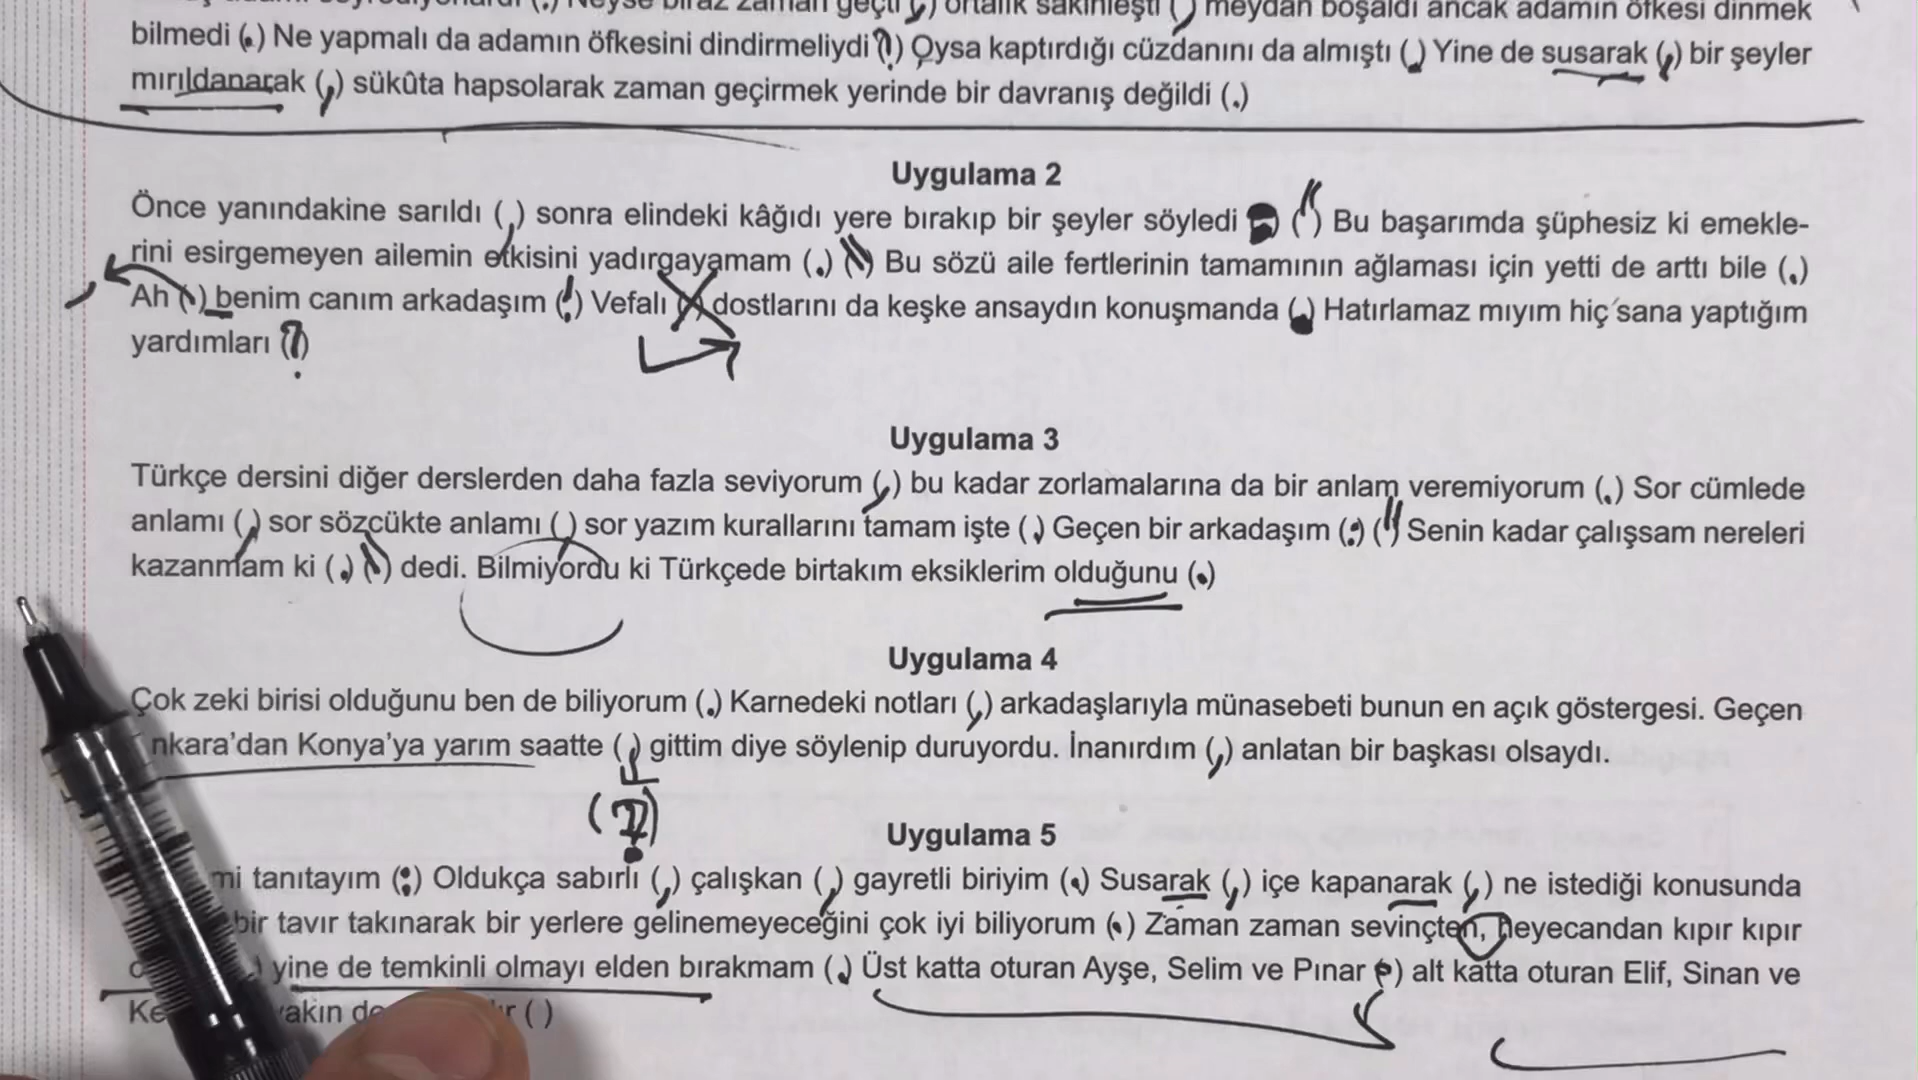 bilmedi (.) Ne yapmalı da adamın öfkesini dindirmeliydi (?) Oysa kaptırdığı cüzdanını da almıştı (.) Yine de susarak (,) bir şeyler
mırıldanarak (,) sükûta hapsolarak zaman geçirmek yerinde bir davranış değildi (.)
Uygulama 2
Önce yanındakine sarıldı (,) sonra elindeki kâğıdı yere bırakıp bir şeyler söyledi (") Bu başarımda şüphesiz ki emekle-
rini esirgemeyen ailemin etkisini yadırgayamam (.) (") Bu sözü aile fertlerinin tamamının ağlaması için yetti de arttı bile (.)
Ah (,) benim canım arkadaşım (!) Vefalı ( ) dostlarını da keşke ansaydın konuşmanda (.) Hatırlamaz mıyım hiç sana yaptığım
yardımları (?)
Uygulama 3
Türkçe dersini diğer derslerden daha fazla seviyorum (,) bu kadar zorlamalarına da bir anlam veremiyorum (.) Sor cümlede
anlamı (,) sor sözcükte anlamı (,) sor yazım kurallarını tamam işte (.) Geçen bir arkadaşım (:) (") Senin kadar çalışsam nereleri
kazanmam ki (.) (") dedi. Bilmiyordu ki Türkçede birtakım eksiklerim olduğunu (.)
Uygulama 4
Çok zeki birisi olduğunu ben de biliyorum (.) Karnedeki notları (,) arkadaşlarıyla münasebeti bunun en açık göstergesi. Geçen
nkara'dan Konya'ya yarım saatte ( ) gittim diye söylenip duruyordu. İnanırdım (,) anlatan bir başkası olsaydı.
(?)
Uygulama 5
mi tanıtayım (:) Oldukça sabırlı (,) çalışkan (,) gayretli biriyim (.) Susarak (,) içe kapanarak (,) ne istediği konusunda
bir tavır takınarak bir yerlere gelinemeyeceğini çok iyi biliyorum (.) Zaman zaman sevinçten, heyecandan kıpır kıpır
yine de temkinli olmayı elden bırakmam (.) Üst katta oturan Ayşe, Selim ve Pınar (;) alt katta oturan Elif, Sinan ve
Ke ( )